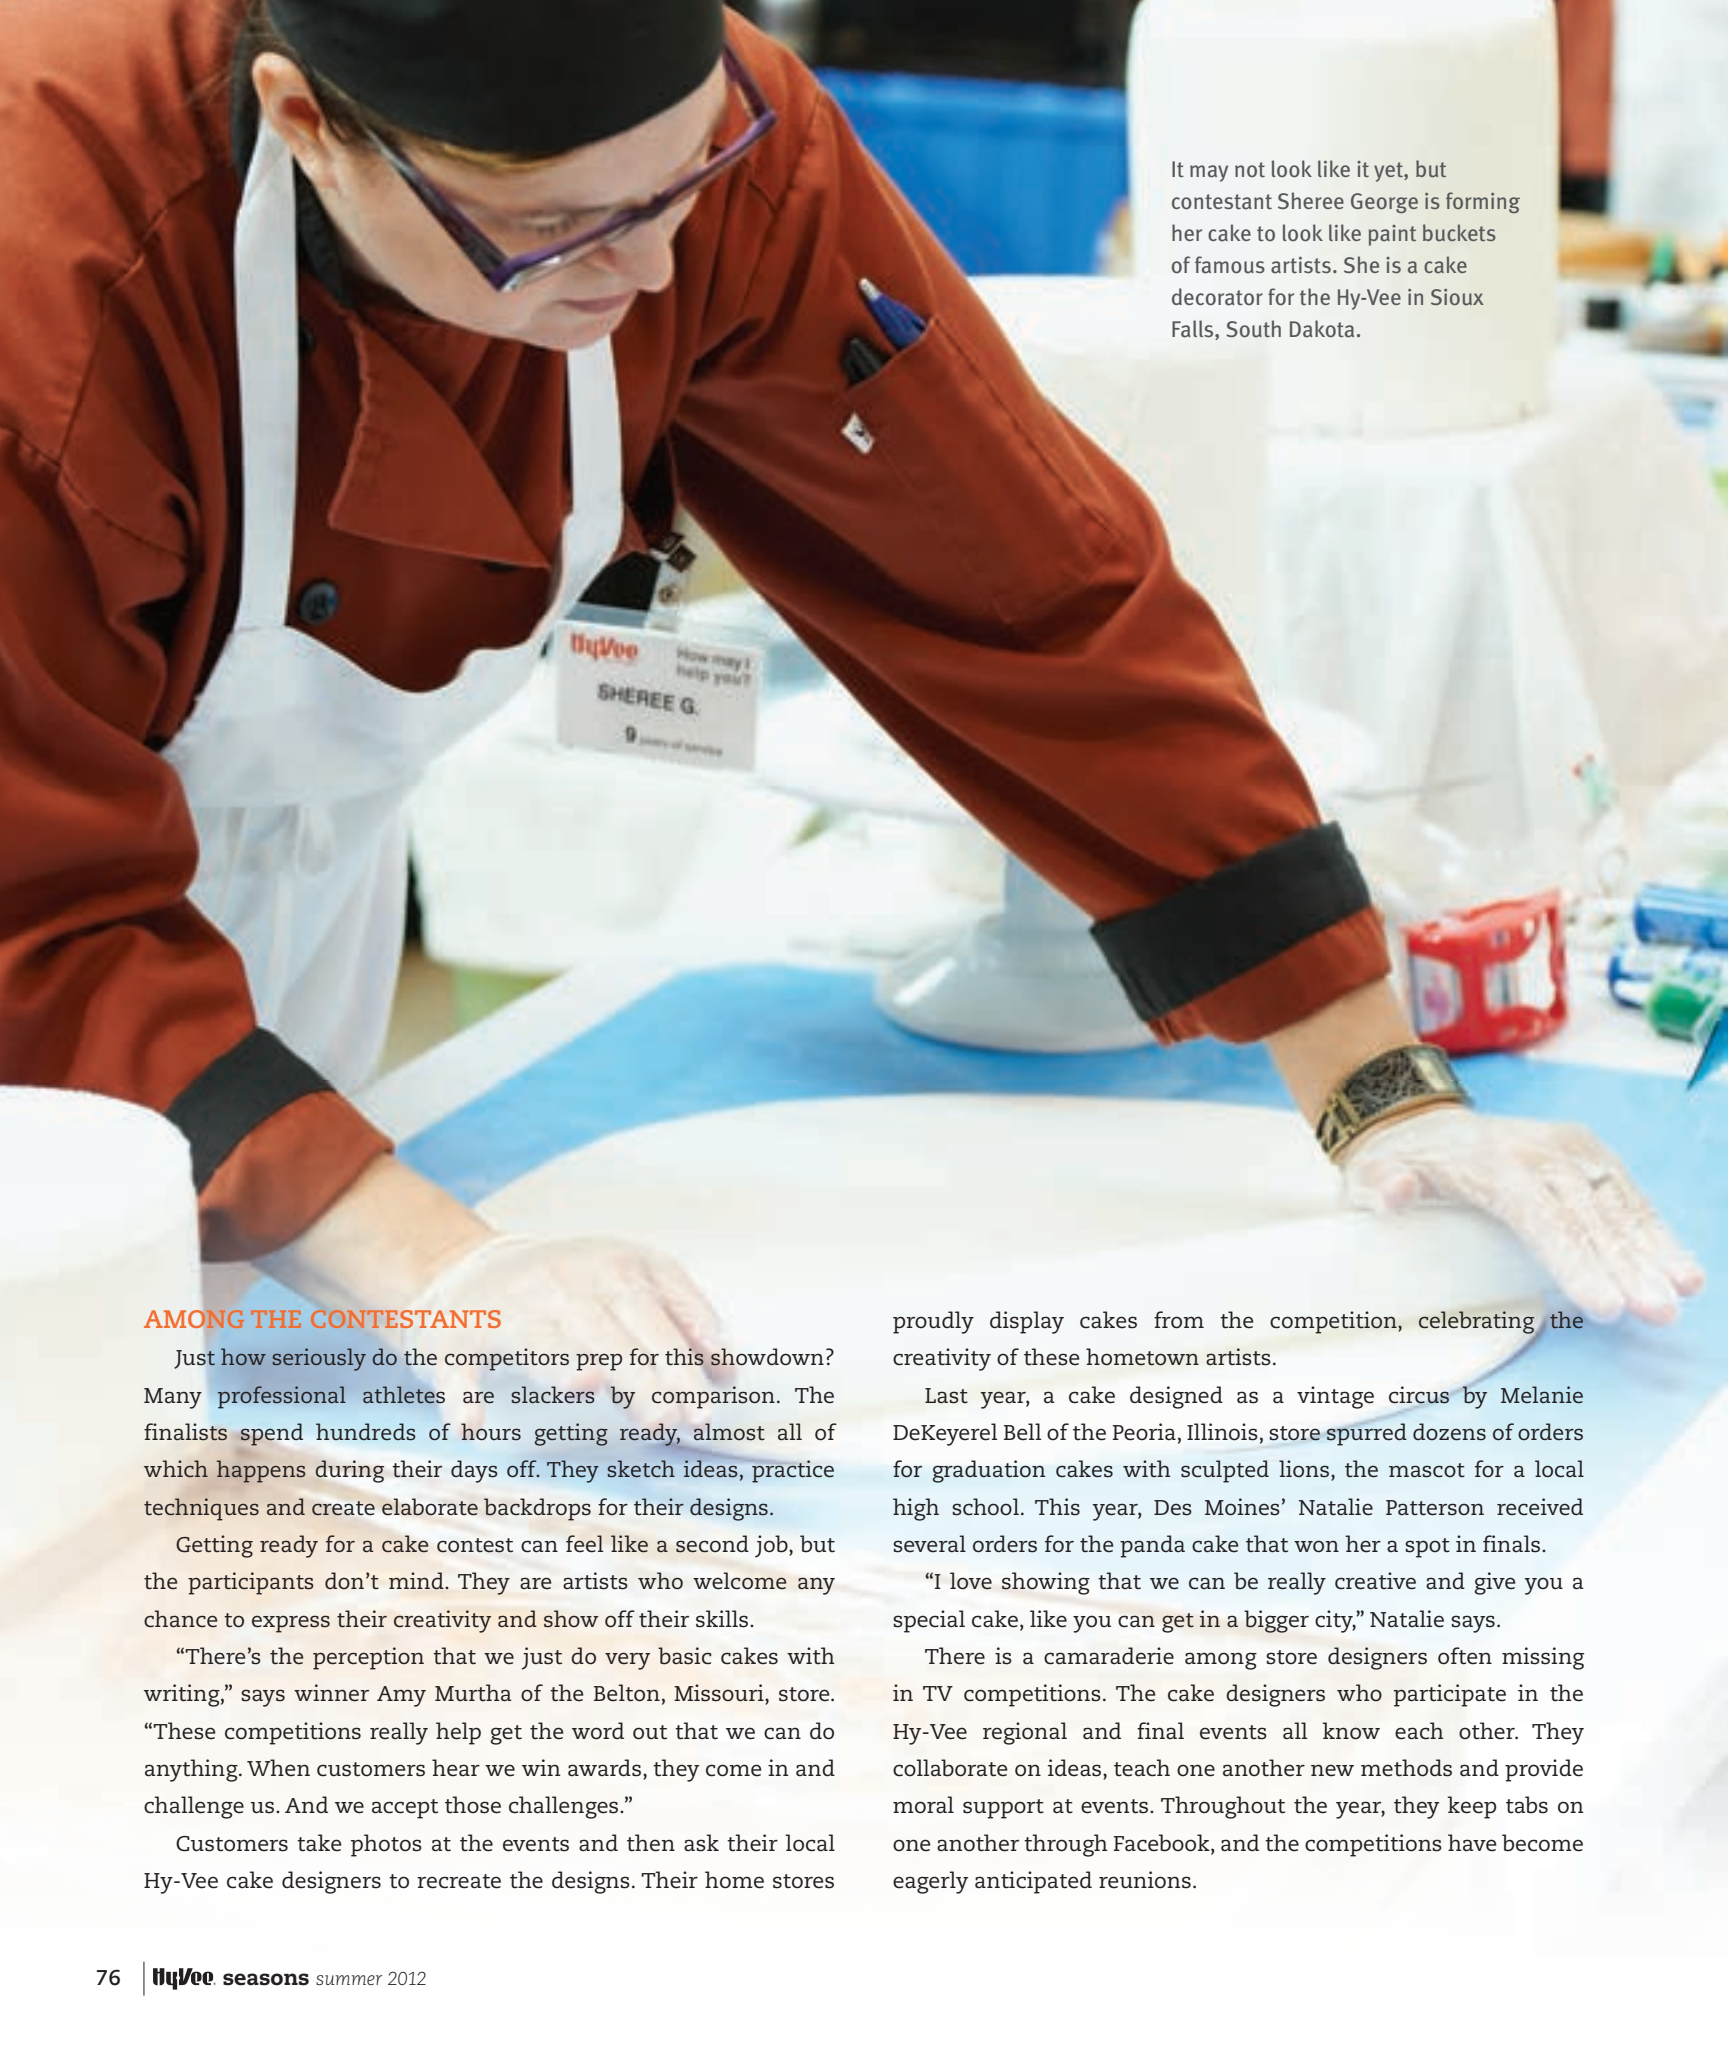 It may not look like it yet, but
contestant Sheree George is forming
her cake to look like paint buckets
of famous artists. She is a cake
decorator for the Hy-Vee in Sioux
Falls, South Dakota.
HyVee
How may I
help you?
SHEREE G.
9 years of service
AMONG THE CONTESTANTS
Just how seriously do the competitors prep for this showdown?
Many professional athletes are slackers by comparison. The
finalists spend hundreds of hours getting ready, almost all of
which happens during their days off. They sketch ideas, practice
techniques and create elaborate backdrops for their designs.
Getting ready for a cake contest can feel like a second job, but
the participants don’t mind. They are artists who welcome any
chance to express their creativity and show off their skills.
“There’s the perception that we just do very basic cakes with
writing,” says winner Amy Murtha of the Belton, Missouri, store.
“These competitions really help get the word out that we can do
anything. When customers hear we win awards, they come in and
challenge us. And we accept those challenges.”
Customers take photos at the events and then ask their local
Hy-Vee cake designers to recreate the designs. Their home stores
proudly display cakes from the competition, celebrating the
creativity of these hometown artists.
Last year, a cake designed as a vintage circus by Melanie
DeKeyerel Bell of the Peoria, Illinois, store spurred dozens of orders
for graduation cakes with sculpted lions, the mascot for a local
high school. This year, Des Moines’ Natalie Patterson received
several orders for the panda cake that won her a spot in finals.
“I love showing that we can be really creative and give you a
special cake, like you can get in a bigger city,” Natalie says.
There is a camaraderie among store designers often missing
in TV competitions. The cake designers who participate in the
Hy-Vee regional and final events all know each other. They
collaborate on ideas, teach one another new methods and provide
moral support at events. Throughout the year, they keep tabs on
one another through Facebook, and the competitions have become
eagerly anticipated reunions.
76 HyVee seasons summer 2012